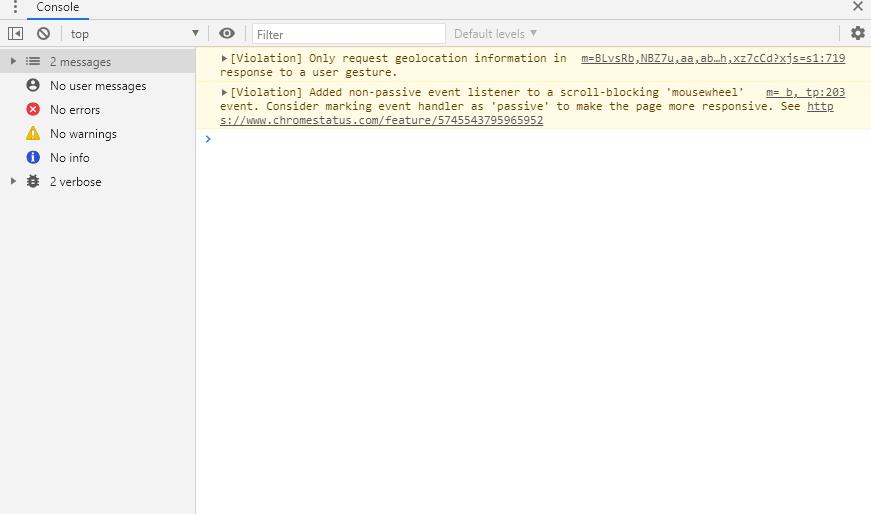 Console
top
Filter
Default levels
2 messages
No user messages
No errors
No warnings
No info
2 verbose
[Violation] Only request geolocation information in m=BLvsRb,NBZ7u,aa,ab…h,xz7cCd?xjs=s1:719
response to a user gesture.
[Violation] Added non-passive event listener to a scroll-blocking 'mousewheel' m=_b,_tp:203
event. Consider marking event handler as 'passive' to make the page more responsive. See http
s://www.chromestatus.com/feature/5745543795965952